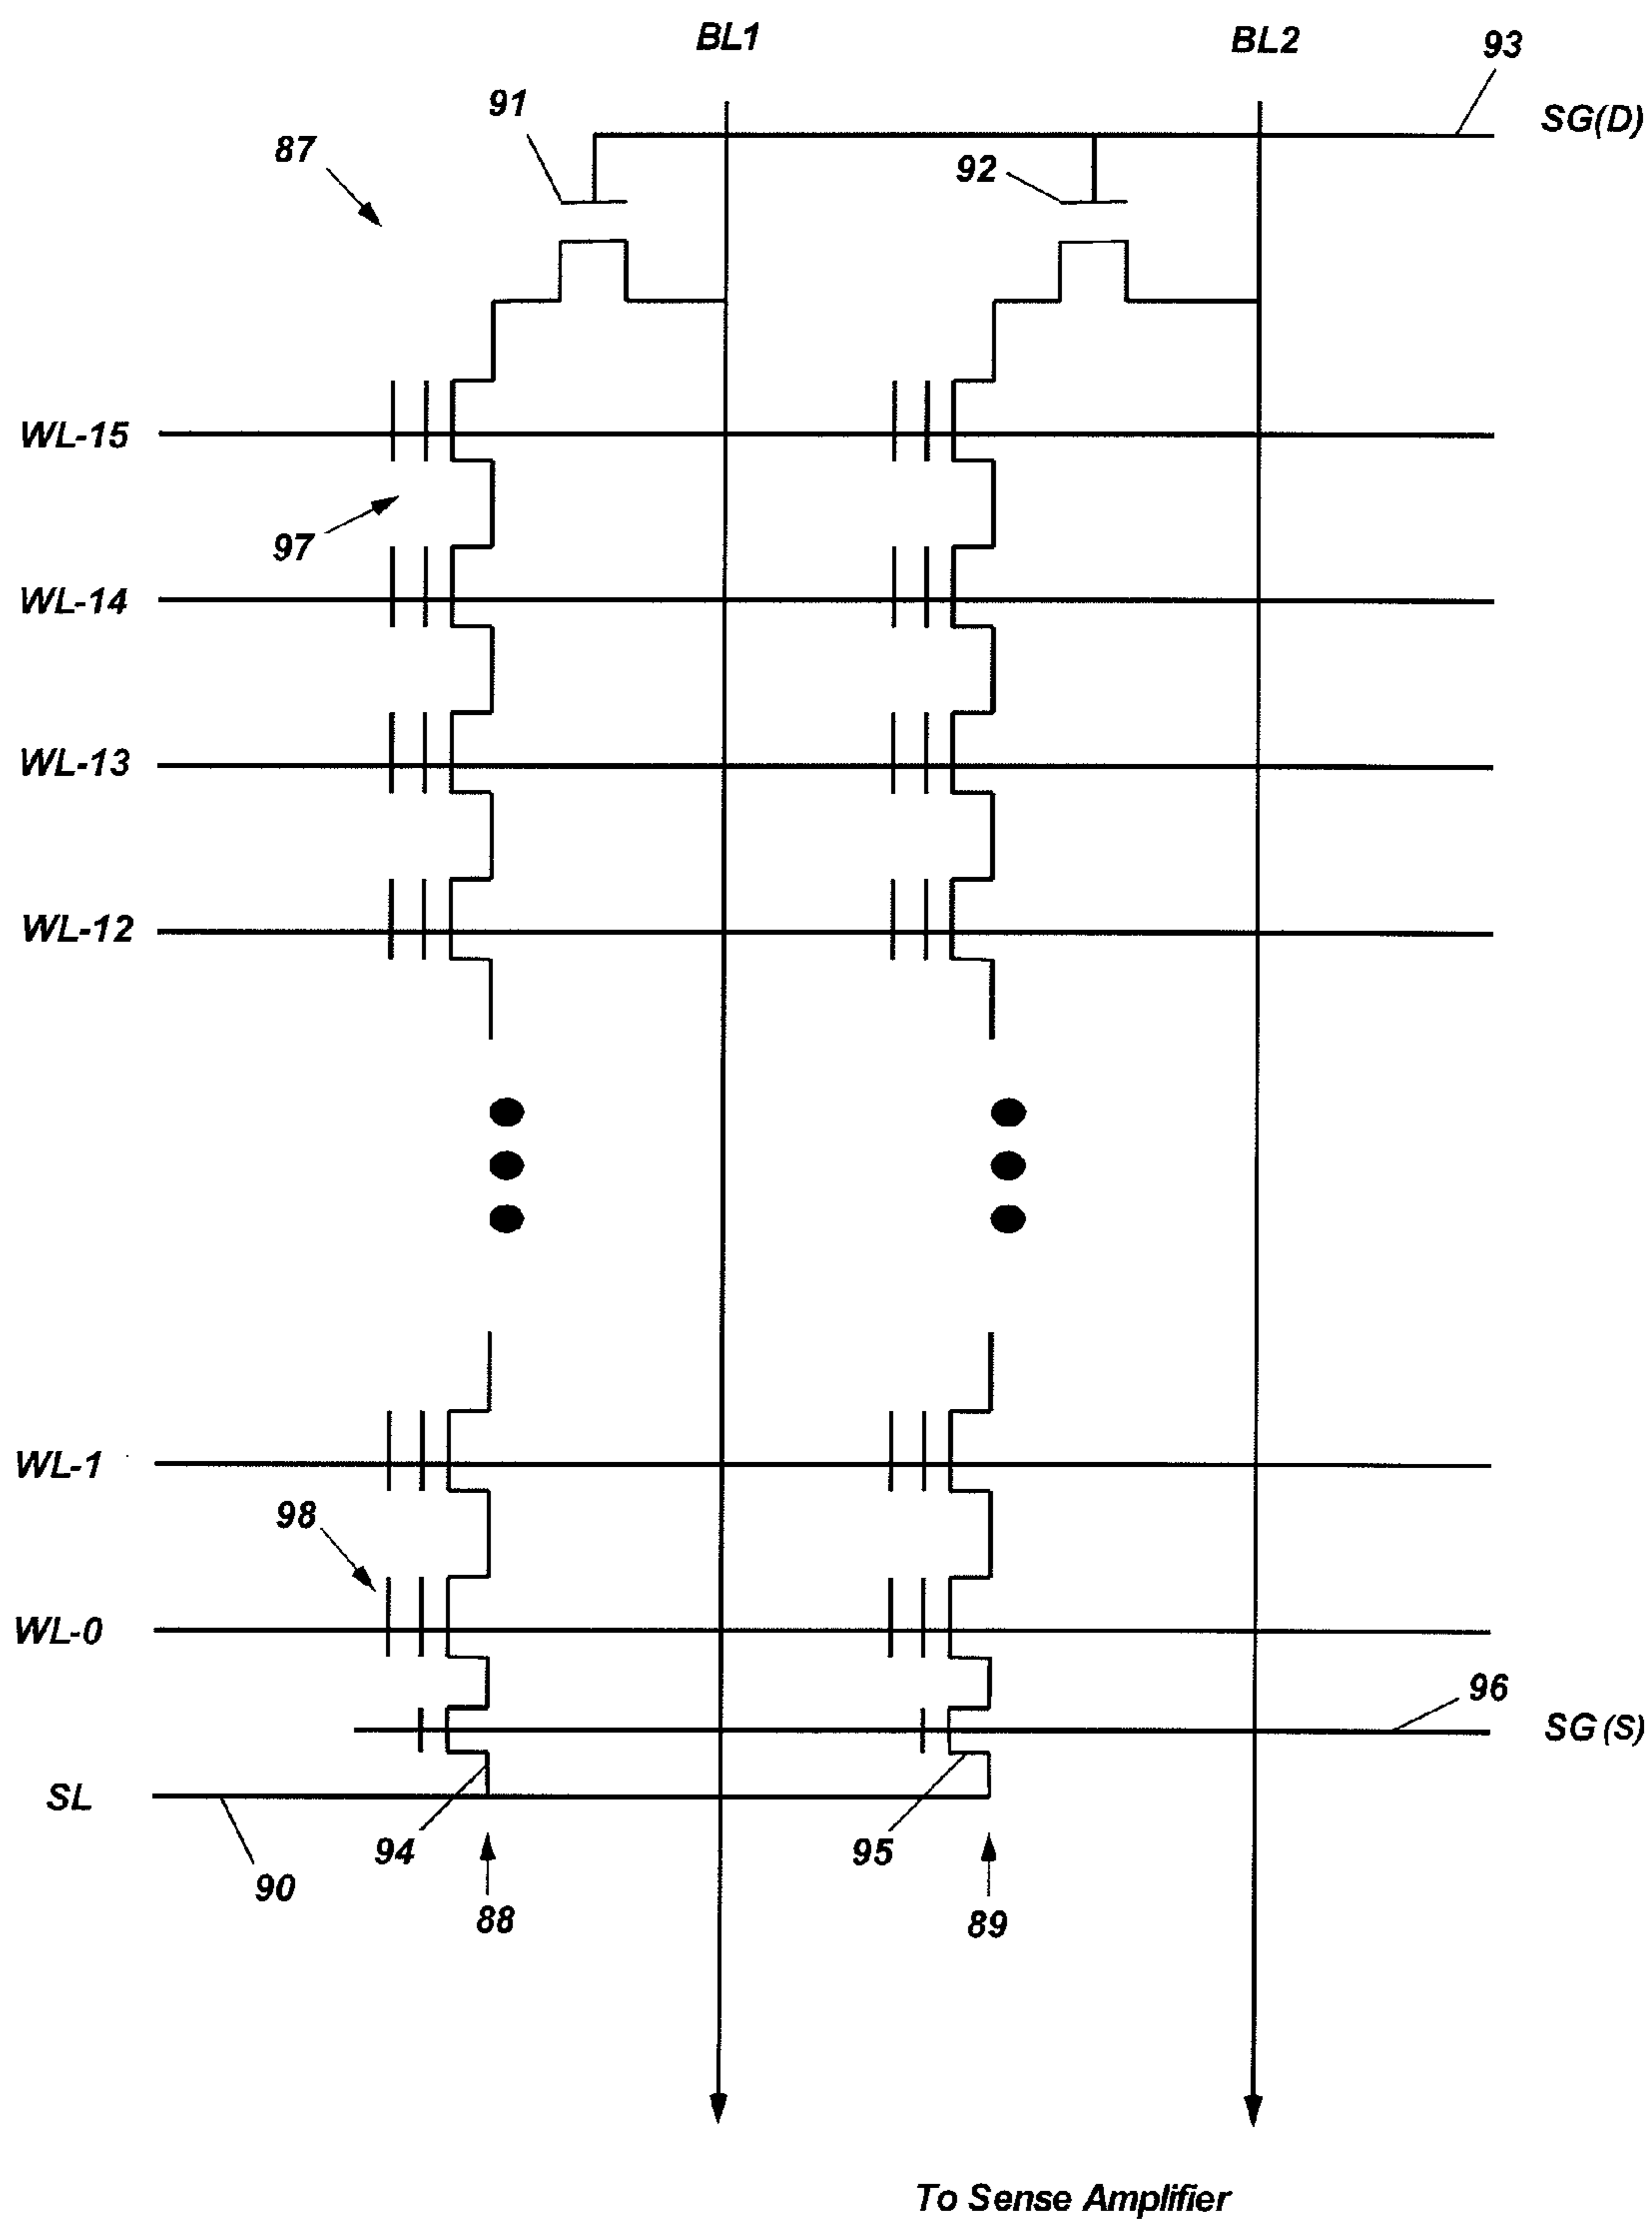 BL1
BL2
93
SG(D)
91
87
92
WL-15
97
WL-14
WL-13
WL-12
WL-1
98
WL-0
96
SG (S)
SL
94
95
90
88
89
To Sense Amplifier